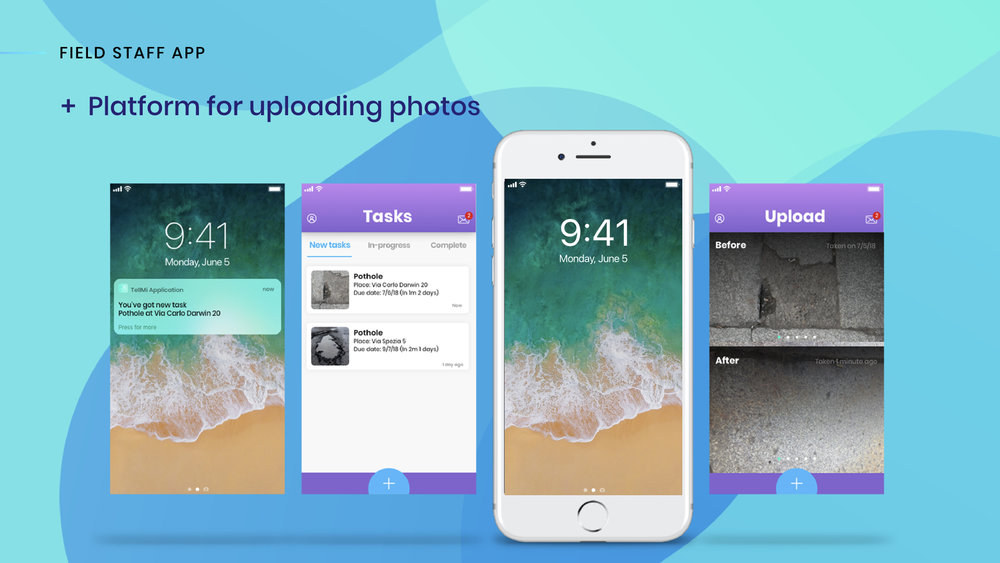 FIELD STAFF APP
+ Platform for uploading photos
9:41
Monday, June 5
TellMi Application now
You've got new task
Pothole at Via Carlo Darwin 20
Press for more
Tasks
2
New tasks In-progress Complete
Pothole
Place: Via Carlo Darwin 20
Due date: 7/6/18 (In 1m 2 days)
Now
Pothole
Place: Via Spezia 5
Due date: 9/7/18 (In 2m 1 days)
1 day ago
+
9:41
Monday, June 5
Upload
2
Before Taken on 7/5/18
After Taken 1 minute ago
+